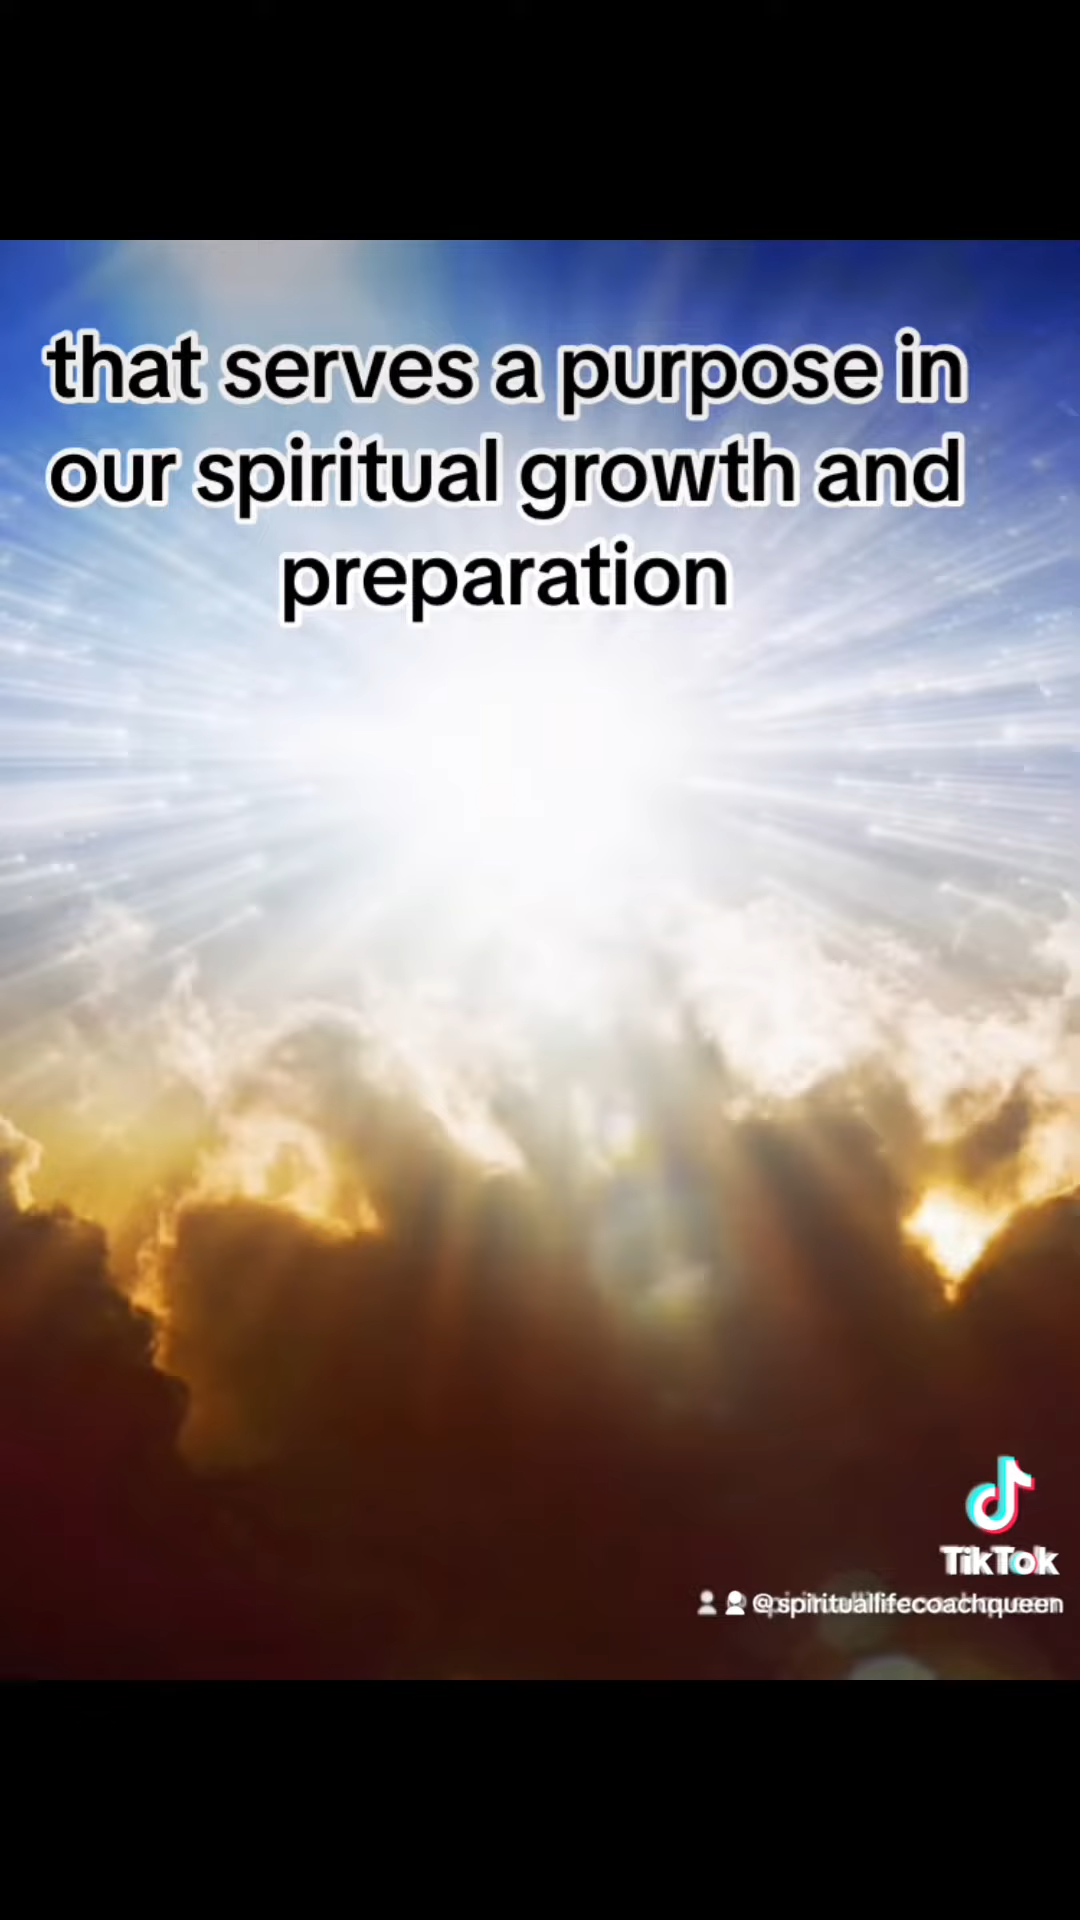 that serves a purpose in
our spiritual growth and
preparation
TikTok
@spirituallifecoachqueen